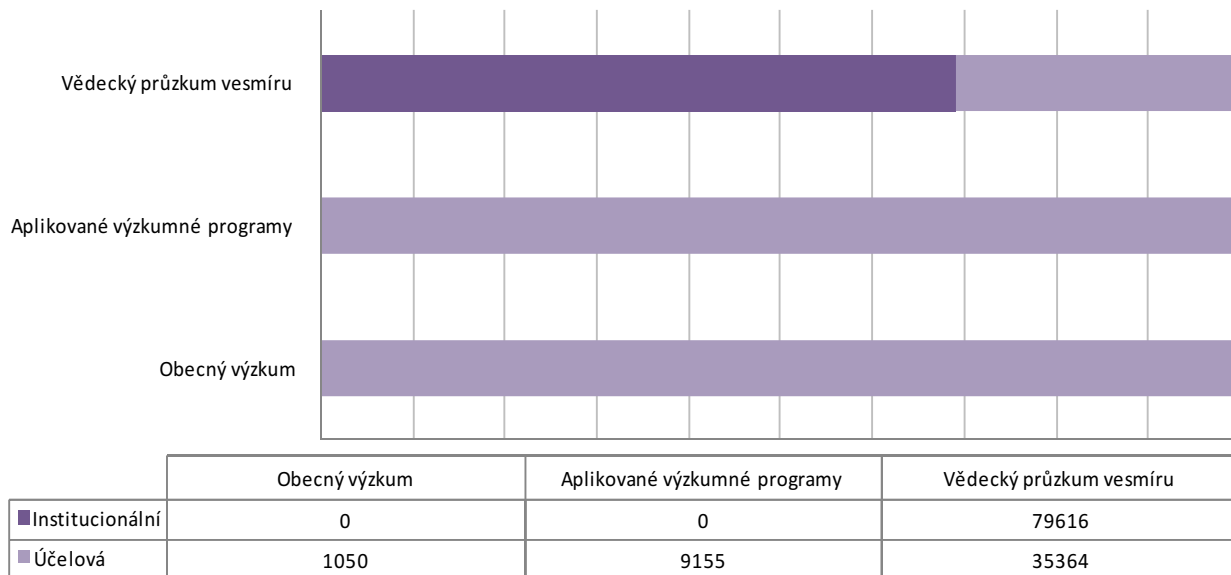 Vědecký průzkum vesmíru
Aplikované výzkumné programy
Obecný výzkum
Obecný výzkum Aplikované výzkumné programy Vědecký průzkum vesmíru
Institucionální 0 0 79616
Účelová 1050 9155 35364